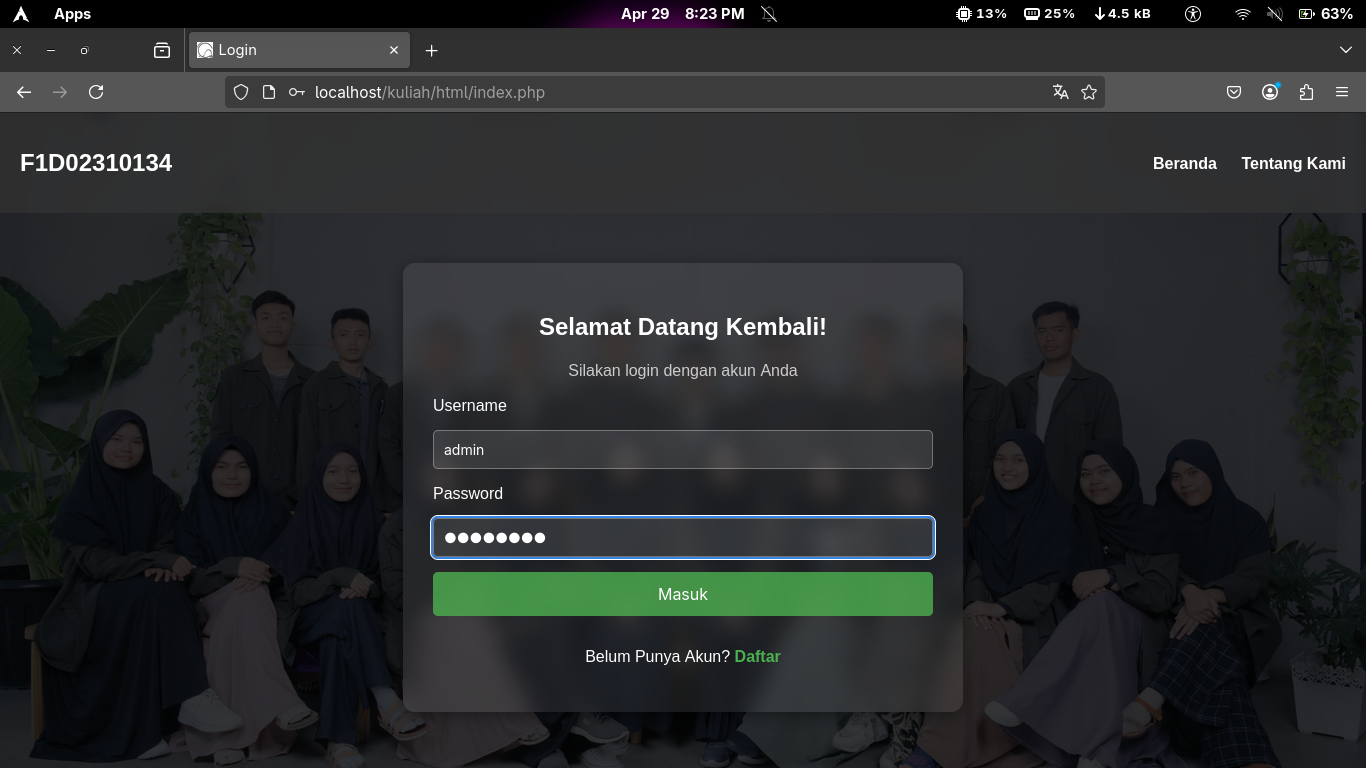 Apps
Apr 29 8:23 PM
13% 25% 4.5 kB 63%
Login
localhost/kuliah/html/index.php
F1D02310134
Beranda Tentang Kami
Selamat Datang Kembali!
Silakan login dengan akun Anda
Username
admin
Password
Masuk
Belum Punya Akun? Daftar